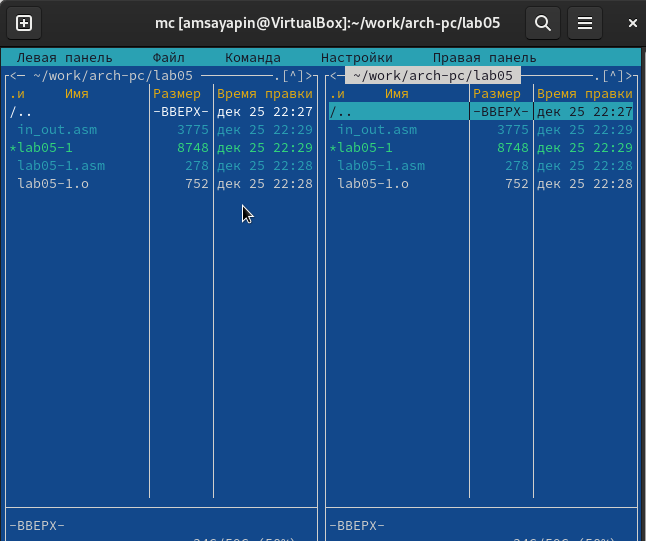 mc [amsayapin@VirtualBox]:~/work/arch-pc/lab05
Левая панель Файл Команда Настройки Правая панель
<─ ~/work/arch-pc/lab05 ─.[^]> <─ ~/work/arch-pc/lab05 ─.[^]>
.и Имя Размер Время правки .и Имя Размер Время правки
/.. -ВВЕРХ- дек 25 22:27 /.. -ВВЕРХ- дек 25 22:27
in_out.asm 3775 дек 25 22:29 in_out.asm 3775 дек 25 22:29
*lab05-1 8748 дек 25 22:29 *lab05-1 8748 дек 25 22:29
lab05-1.asm 278 дек 25 22:28 lab05-1.asm 278 дек 25 22:28
lab05-1.o 752 дек 25 22:28 lab05-1.o 752 дек 25 22:28
-ВВЕРХ- -ВВЕРХ-